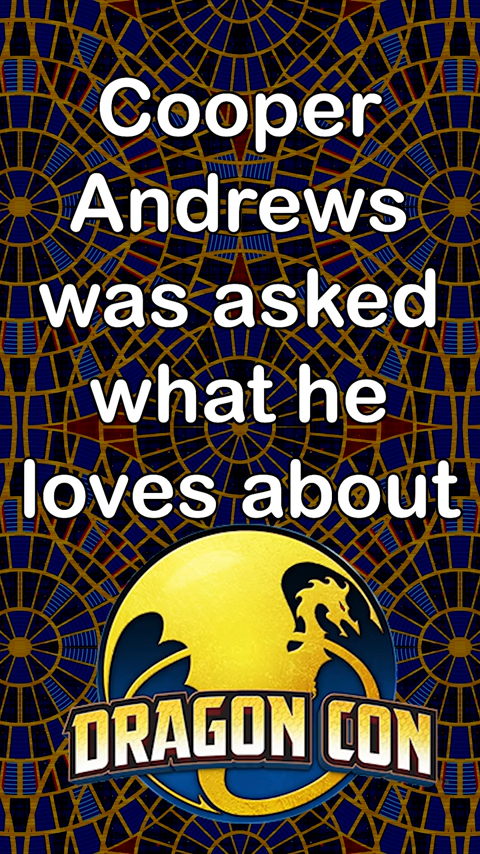 Cooper
Andrews
was asked
what he
loves about
DRAGON CON